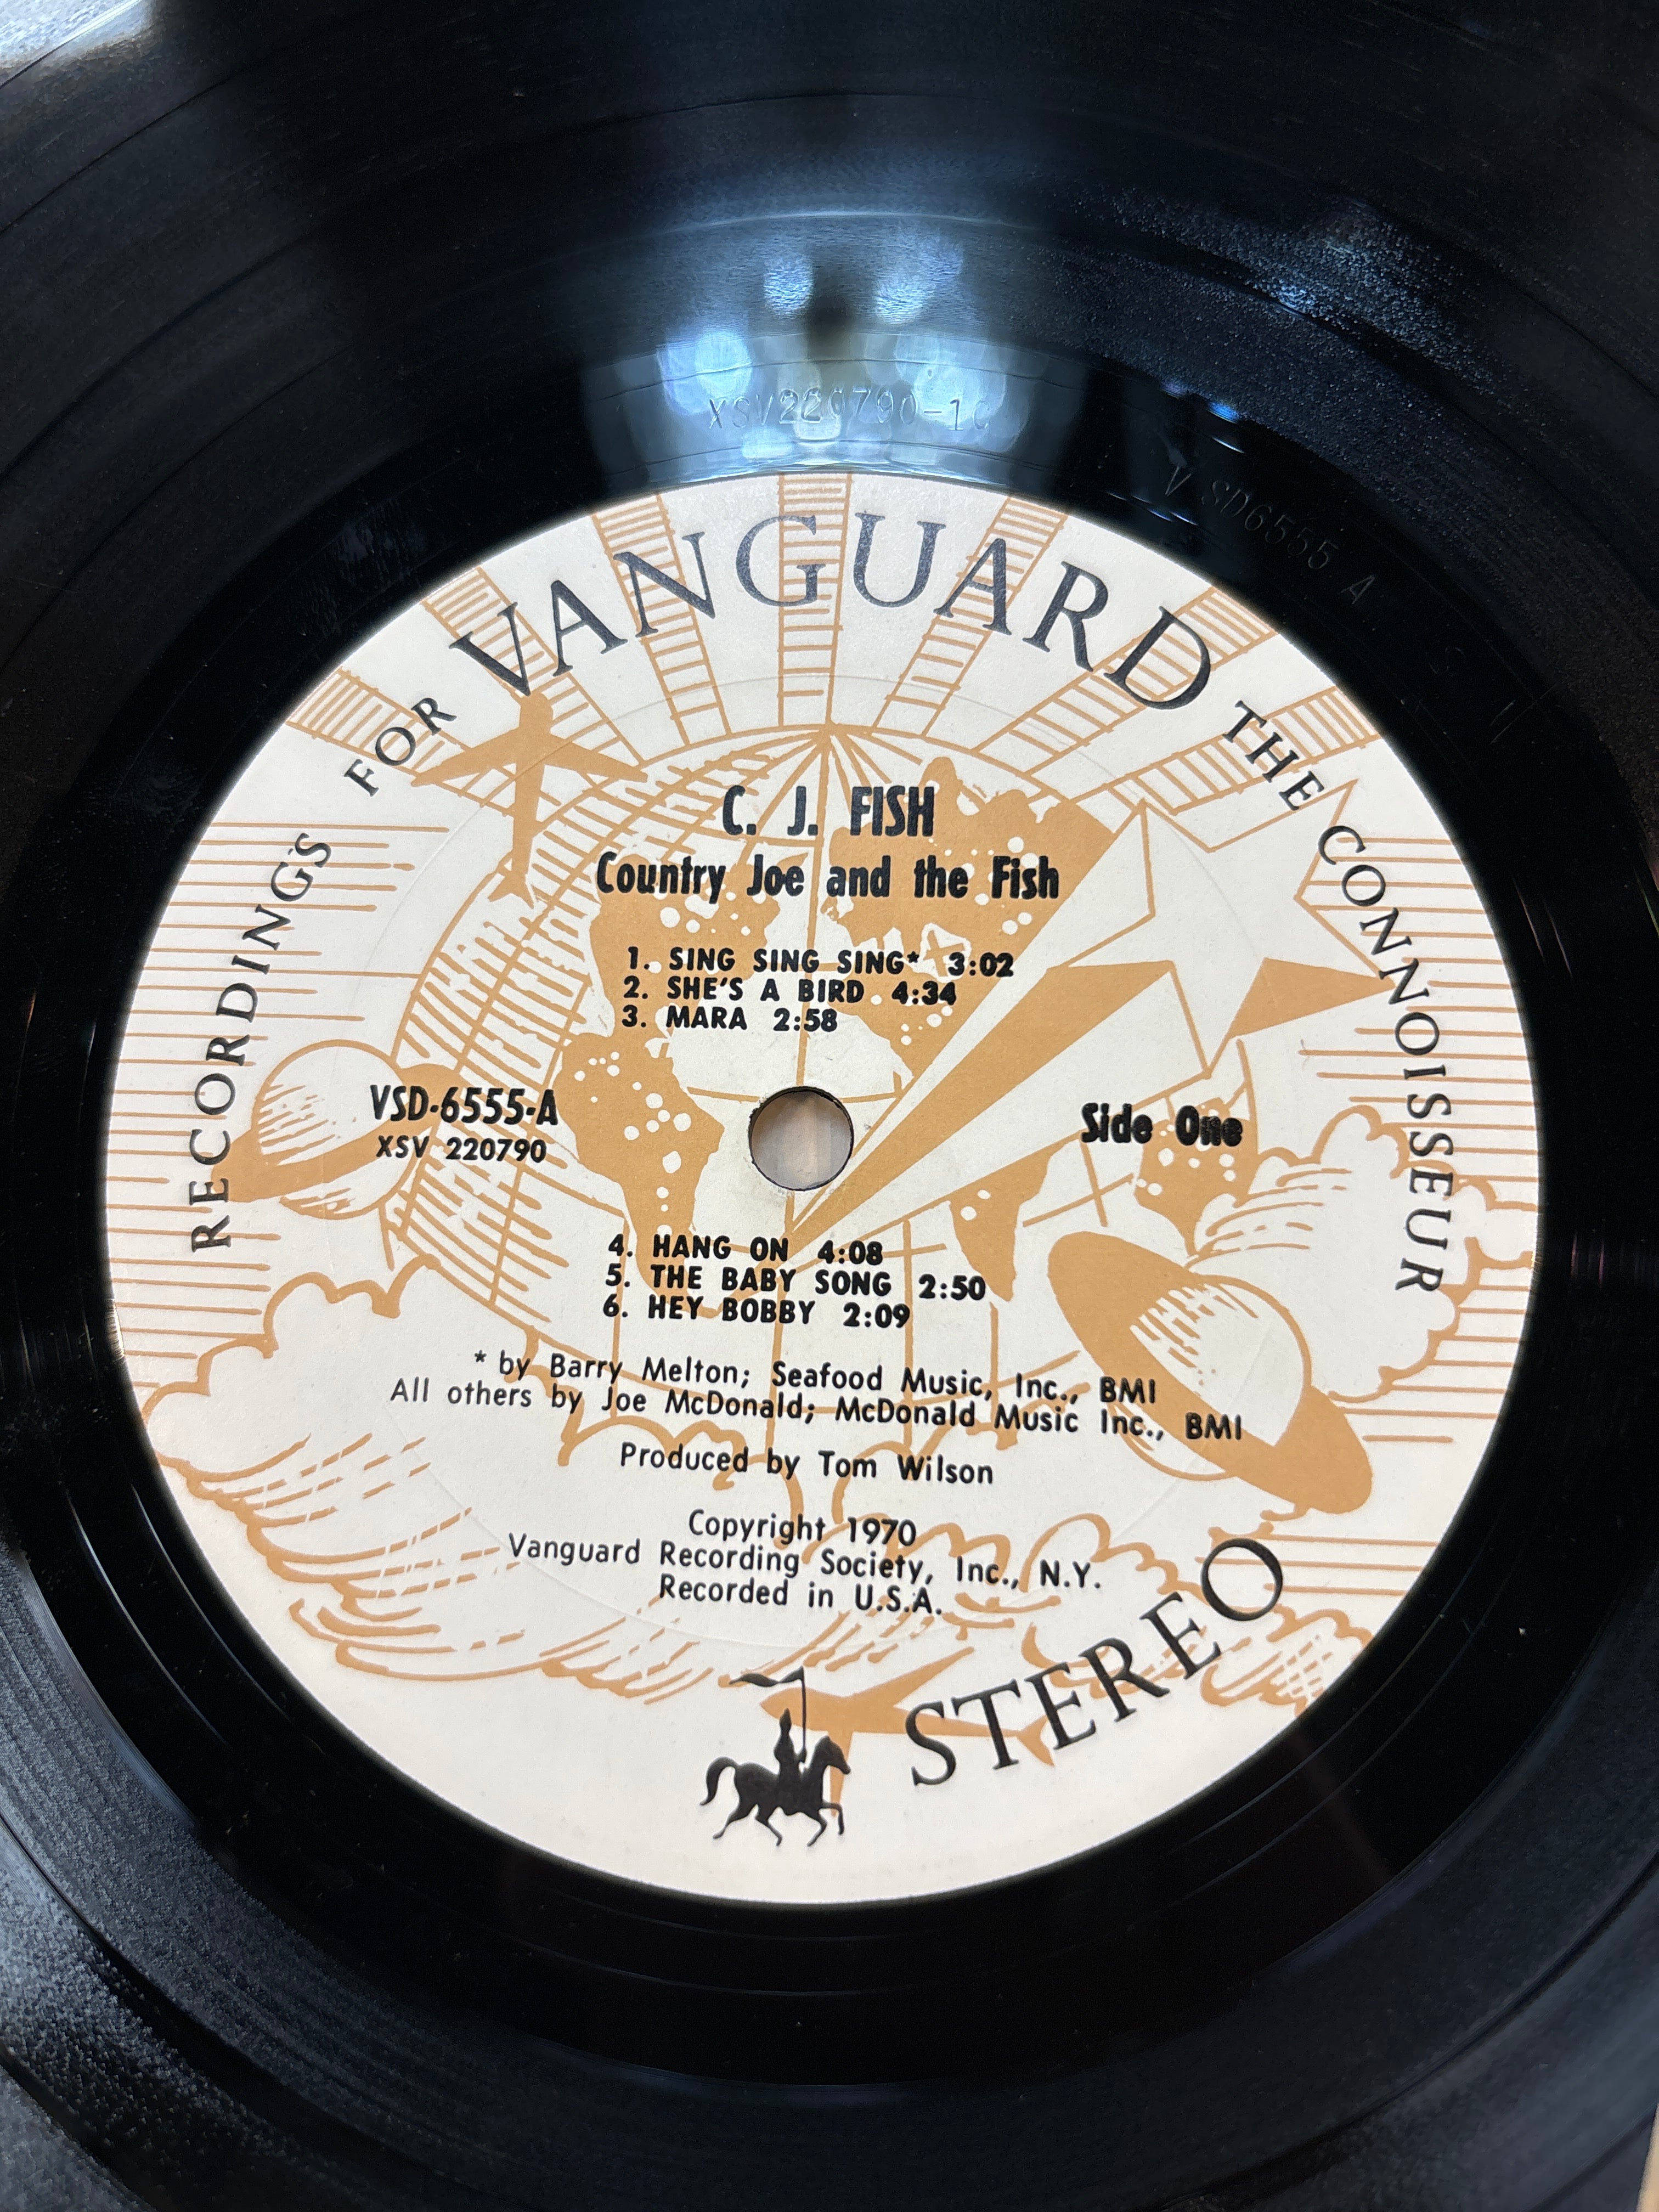 XSV220790-1C
VSD6555 A
RECORDINGS FOR VANGUARD THE CONNOISSEUR
C. J. FISH
Country Joe and the Fish
1. SING SING SING* 3:02
2. SHE'S A BIRD 4:34
3. MARA 2:58
VSD-6555-A
XSV 220790
Side One
4. HANG ON 4:08
5. THE BABY SONG 2:50
6. HEY BOBBY 2:09
* by Barry Melton; Seafood Music, Inc., BMI
All others by Joe McDonald; McDonald Music Inc., BMI
Produced by Tom Wilson
Copyright 1970
Vanguard Recording Society, Inc., N.Y.
Recorded in U.S.A.
STEREO